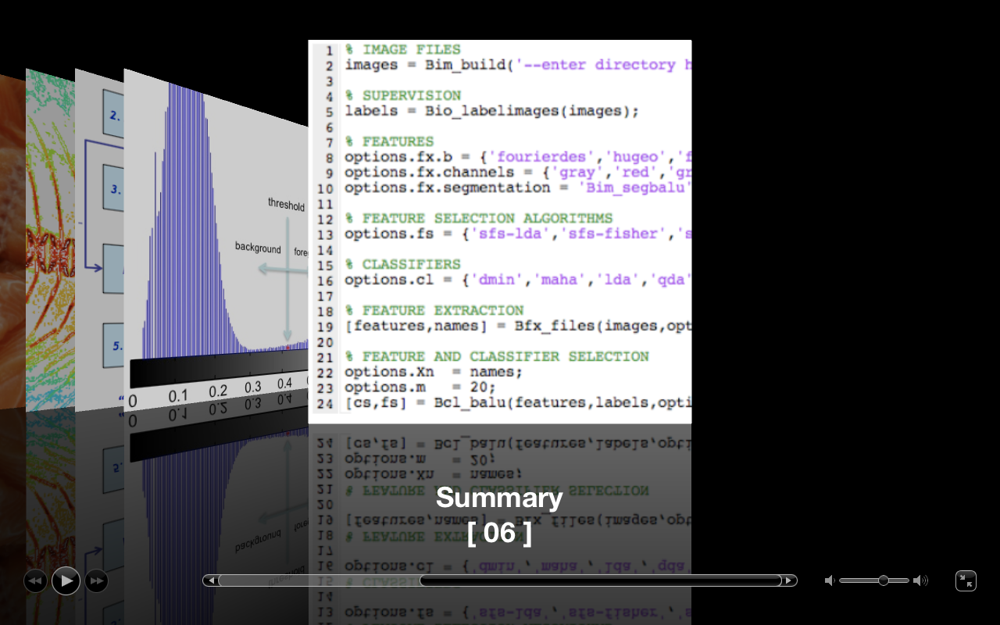 2.
3.
5.
threshold
background
fore
0 0.1 0.2 0.3 0.4
1 % IMAGE FILES
2 images = Bim_build('--enter directory h
3
4 % SUPERVISION
5 labels = Bio_labelimages(images);
6
7 % FEATURES
8 options.fx.b = {'fourierdes','hugeo','f
9 options.fx.channels = {'gray','red','gr
10 options.fx.segmentation = 'Bim_segbalu'
11
12 % FEATURE SELECTION ALGORITHMS
13 options.fs = {'sfs-lda','sfs-fisher','s
14
15 % CLASSIFIERS
16 options.cl = {'dmin','maha','lda','qda'
17
18 % FEATURE EXTRACTION
19 [features,names] = Bfx_files(images,opt
20
21 % FEATURE AND CLASSIFIER SELECTION
22 options.Xn = names;
23 options.m = 20;
24 [cs,fs] = Bcl_balu(features,labels,opti
Summary
[ 06 ]